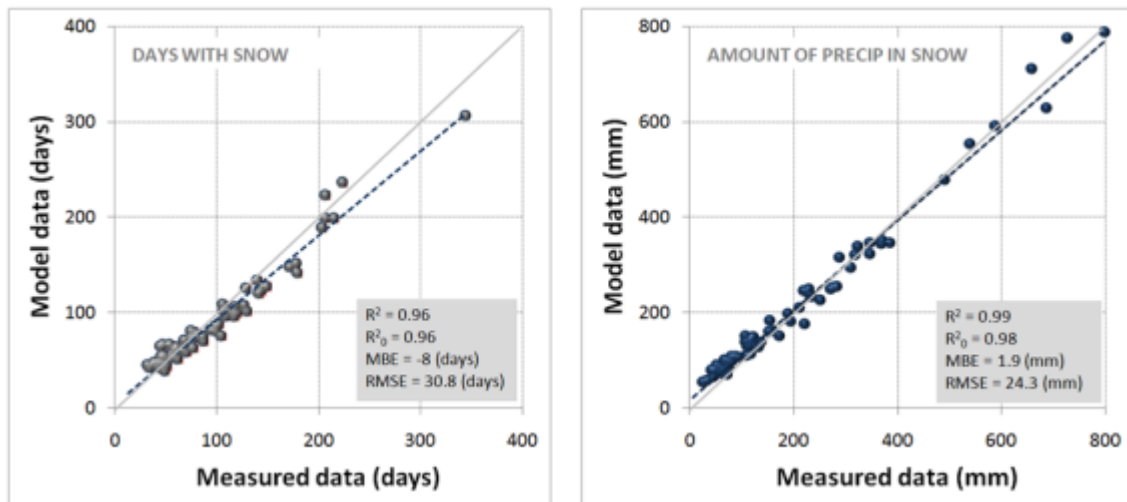 DAYS WITH SNOW
Model data (days)
400
300
200
100
0
R² = 0.96
R²₀ = 0.96
MBE = -8 (days)
RMSE = 30.8 (days)
0 100 200 300 400
Measured data (days)
AMOUNT OF PRECIP IN SNOW
Model data (mm)
800
600
400
200
0
R² = 0.99
R²₀ = 0.98
MBE = 1.9 (mm)
RMSE = 24.3 (mm)
0 200 400 600 800
Measured data (mm)